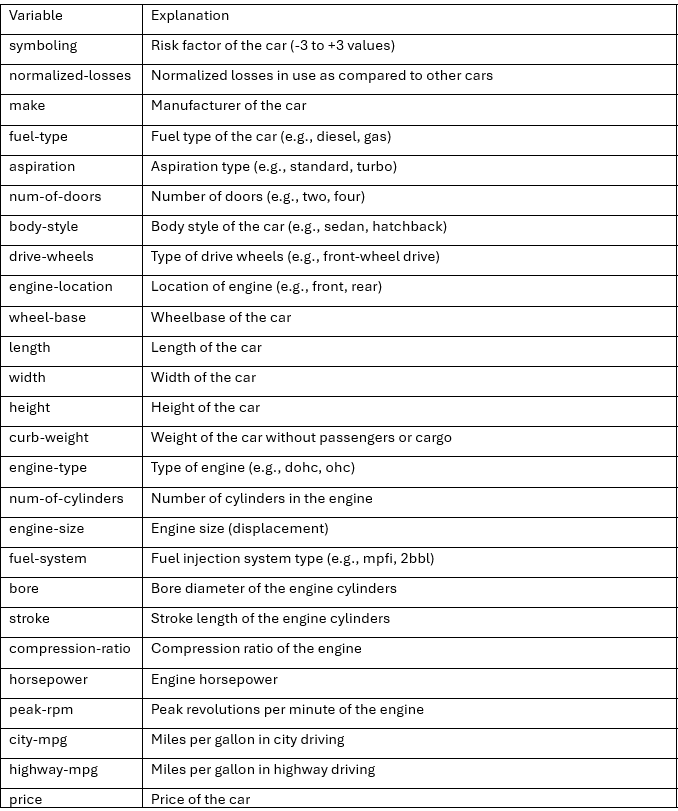 Variable Explanation
symboling Risk factor of the car (-3 to +3 values)
normalized-losses Normalized losses in use as compared to other cars
make Manufacturer of the car
fuel-type Fuel type of the car (e.g., diesel, gas)
aspiration Aspiration type (e.g., standard, turbo)
num-of-doors Number of doors (e.g., two, four)
body-style Body style of the car (e.g., sedan, hatchback)
drive-wheels Type of drive wheels (e.g., front-wheel drive)
engine-location Location of engine (e.g., front, rear)
wheel-base Wheelbase of the car
length Length of the car
width Width of the car
height Height of the car
curb-weight Weight of the car without passengers or cargo
engine-type Type of engine (e.g., dohc, ohc)
num-of-cylinders Number of cylinders in the engine
engine-size Engine size (displacement)
fuel-system Fuel injection system type (e.g., mpfi, 2bbl)
bore Bore diameter of the engine cylinders
stroke Stroke length of the engine cylinders
compression-ratio Compression ratio of the engine
horsepower Engine horsepower
peak-rpm Peak revolutions per minute of the engine
city-mpg Miles per gallon in city driving
highway-mpg Miles per gallon in highway driving
price Price of the car